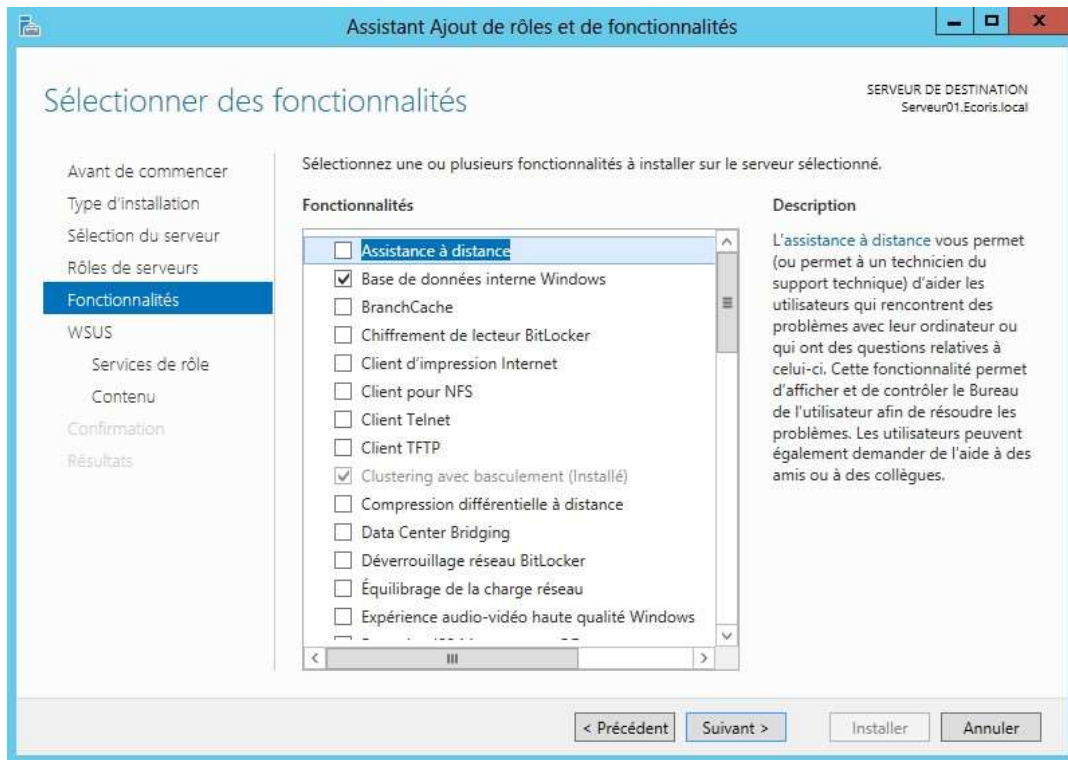 Assistant Ajout de rôles et de fonctionnalités
Sélectionner des fonctionnalités
SERVEUR DE DESTINATION
Serveur01.Ecoris.local
Avant de commencer
Type d'installation
Sélection du serveur
Rôles de serveurs
Fonctionnalités
WSUS
Services de rôle
Contenu
Confirmation
Résultats
Sélectionnez une ou plusieurs fonctionnalités à installer sur le serveur sélectionné.
Fonctionnalités
Assistance à distance
Base de données interne Windows
BranchCache
Chiffrement de lecteur BitLocker
Client d'impression Internet
Client pour NFS
Client Telnet
Client TFTP
Clustering avec basculement (Installé)
Compression différentielle à distance
Data Center Bridging
Déverrouillage réseau BitLocker
Équilibrage de la charge réseau
Expérience audio-vidéo haute qualité Windows
Description
L'assistance à distance vous permet
(ou permet à un technicien du
support technique) d'aider les
utilisateurs qui rencontrent des
problèmes avec leur ordinateur ou
qui ont des questions relatives à
celui-ci. Cette fonctionnalité permet
d'afficher et de contrôler le Bureau
de l'utilisateur afin de résoudre les
problèmes. Les utilisateurs peuvent
également demander de l'aide à des
amis ou à des collègues.
< Précédent
Suivant >
Installer
Annuler